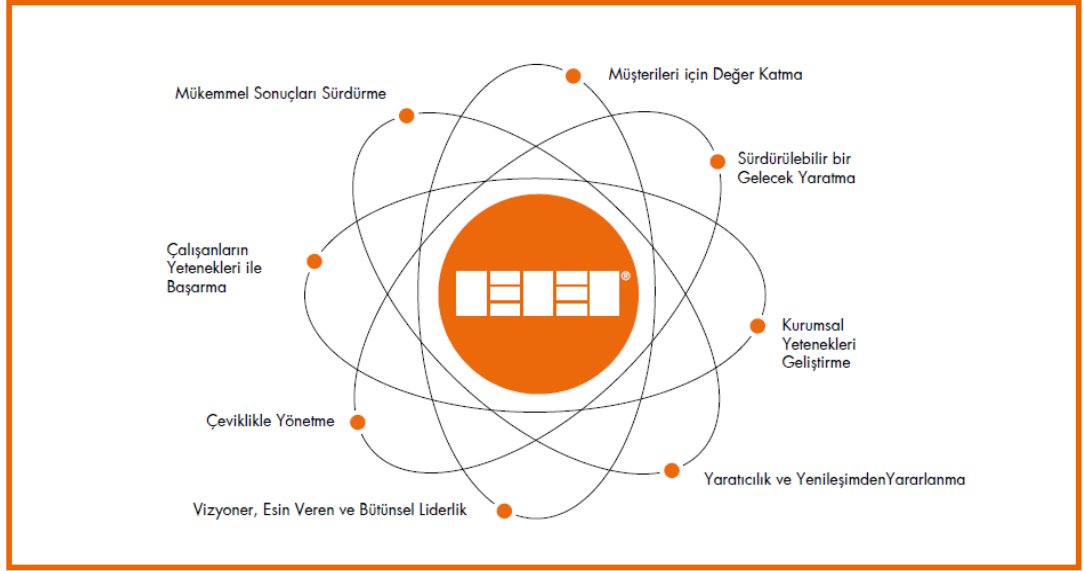 Müşterileri için Değer Katma
Mükemmel Sonuçları Sürdürme
Sürdürülebilir bir
Gelecek Yaratma
Çalışanların
Yetenekleri ile
Başarma
®
Kurumsal
Yetenekleri
Geliştirme
Çeviklikle Yönetme
Yaratıcılık ve YenileşimdenYararlanma
Vizyoner, Esin Veren ve Bütünsel Liderlik